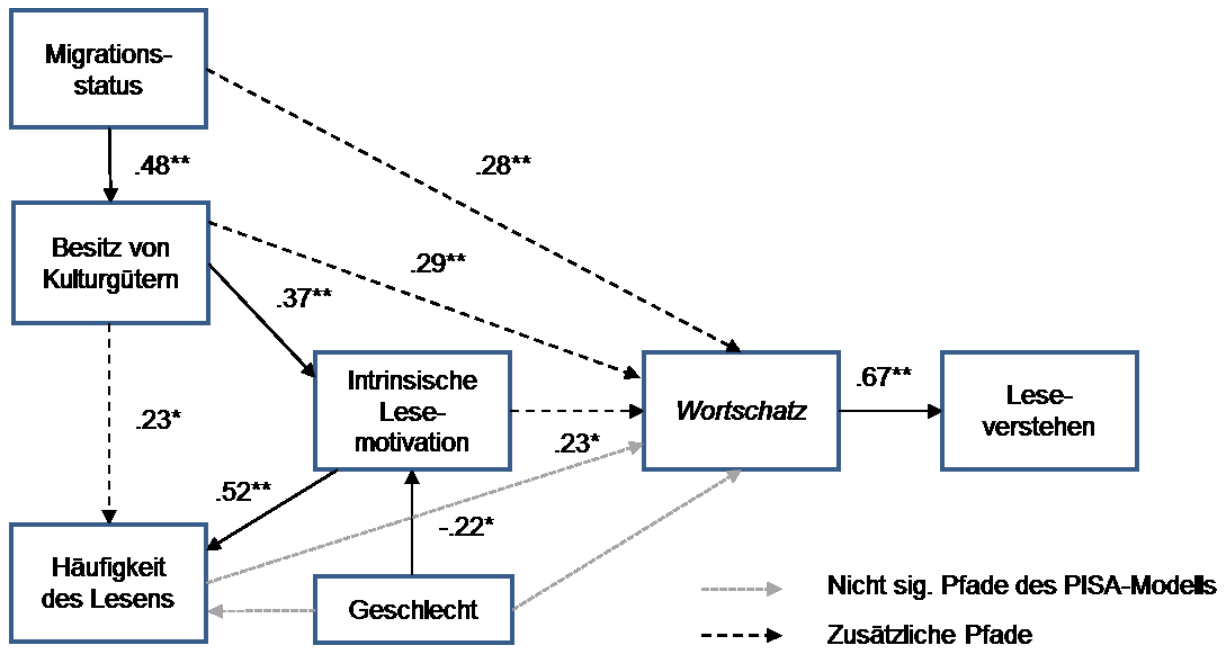 Migrations-
status
.48**
.28**
Besitz von
Kulturgütern
.29**
.37**
Intrinsische
Lese-
motivation
Wortschatz
.67**
Lese-
verstehen
.23*
.23*
.52**
-.22*
Häufigkeit
des Lesens
Geschlecht
Nicht sig. Pfade des PISA-Modells
Zusätzliche Pfade